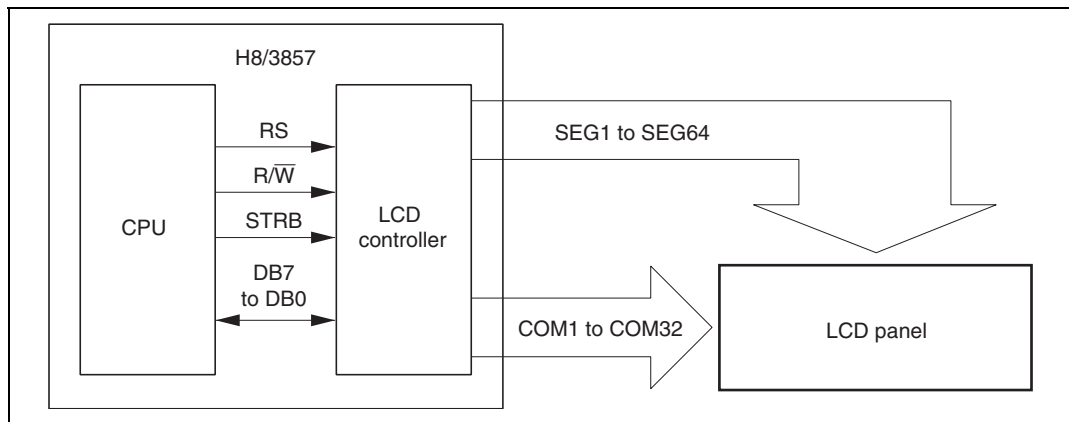 H8/3857
CPU
RS
R/W̅
STRB
DB7
to DB0
LCD
controller
SEG1 to SEG64
COM1 to COM32
LCD panel